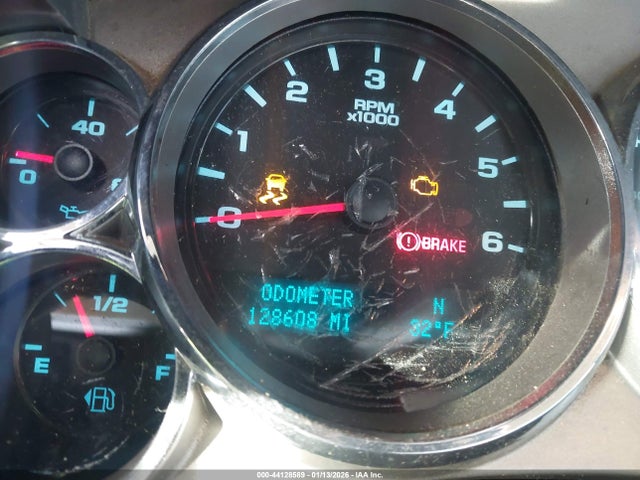 40
0
1/2
E
F
0
1
2
3
4
5
6
RPM
x1000
BRAKE
ODOMETER
128608 MI
N
000-44128589 - 01/13/2026 - IAAI, Inc.